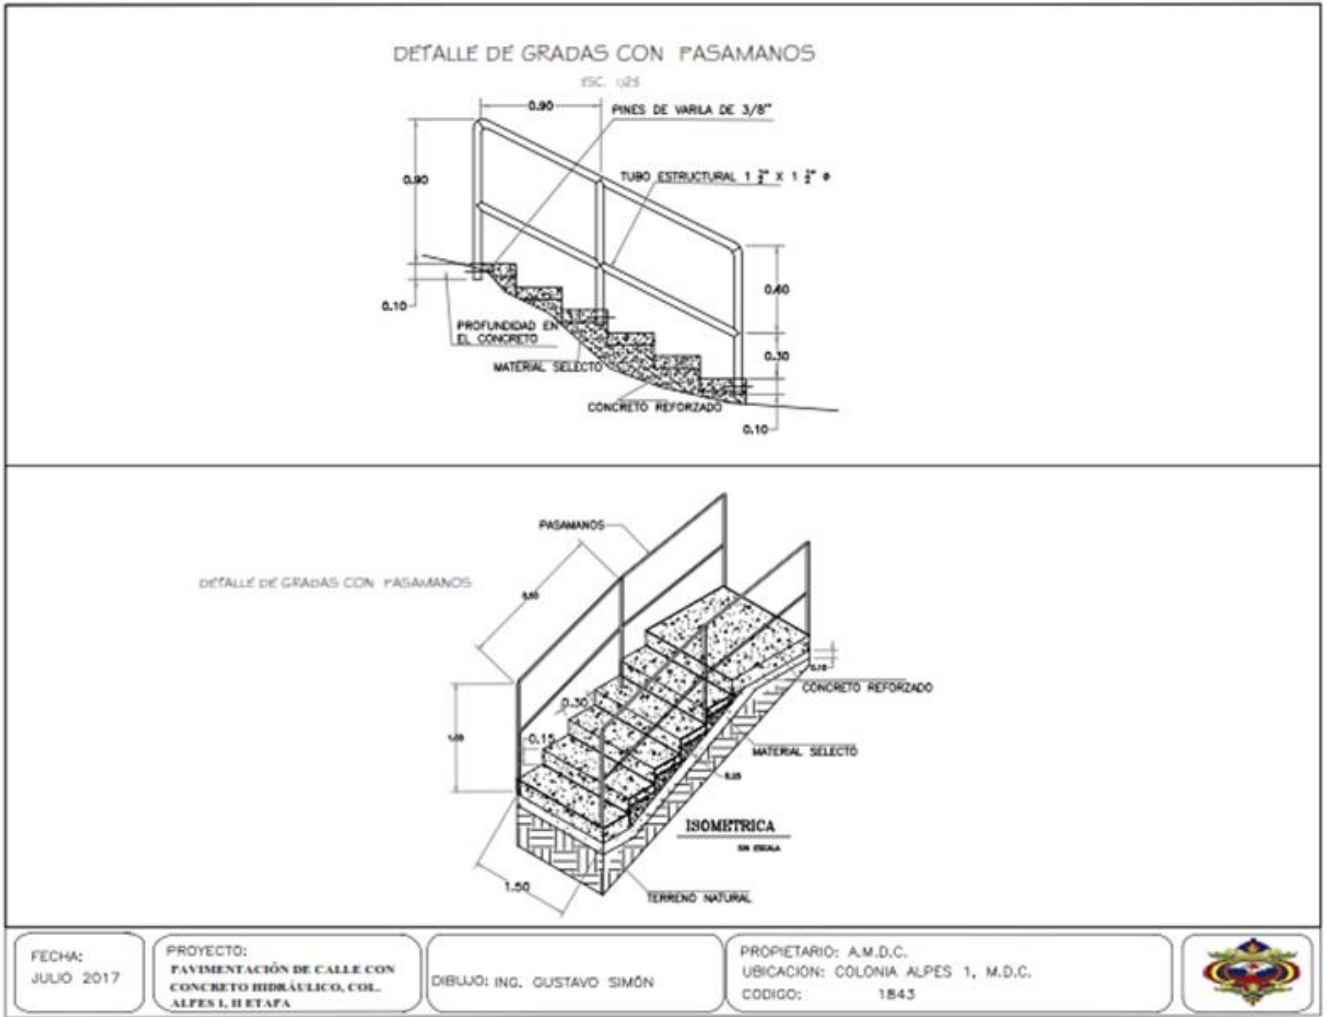 DETALLE DE GRADAS CON PASAMANOS
ESC. 1:25
0.90
PINES DE VARILA DE 3/8"
0.90
TUBO ESTRUCTURAL 1 1/2" X 1 1/2" ø
0.60
0.10
PROFUNDIDAD EN
EL CONCRETO
MATERIAL SELECTO
0.30
CONCRETO REFORZADO
0.10
PASAMANOS
DETALLE DE GRADAS CON PASAMANOS
0.10
CONCRETO REFORZADO
0.30
0.15
MATERIAL SELECTO
ISOMETRICA
SIN ESCALA
1.50
TERRENO NATURAL
FECHA:
JULIO 2017
PROYECTO:
PAVIMENTACIÓN DE CALLE CON
CONCRETO HIDRÁULICO, COL.
ALPES I, II ETAPA
DIBUJO: ING. GUSTAVO SIMÓN
PROPIETARIO: A.M.D.C.
UBICACION: COLONIA ALPES 1, M.D.C.
CODIGO: 1843